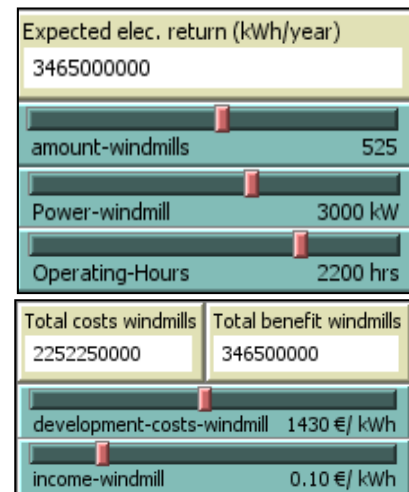 Expected elec. return (kWh/year)
3465000000
amount-windmills 525
Power-windmill 3000 kW
Operating-Hours 2200 hrs
Total costs windmills Total benefit windmills
2252250000 346500000
development-costs-windmill 1430 €/ kWh
income-windmill 0.10 €/ kWh